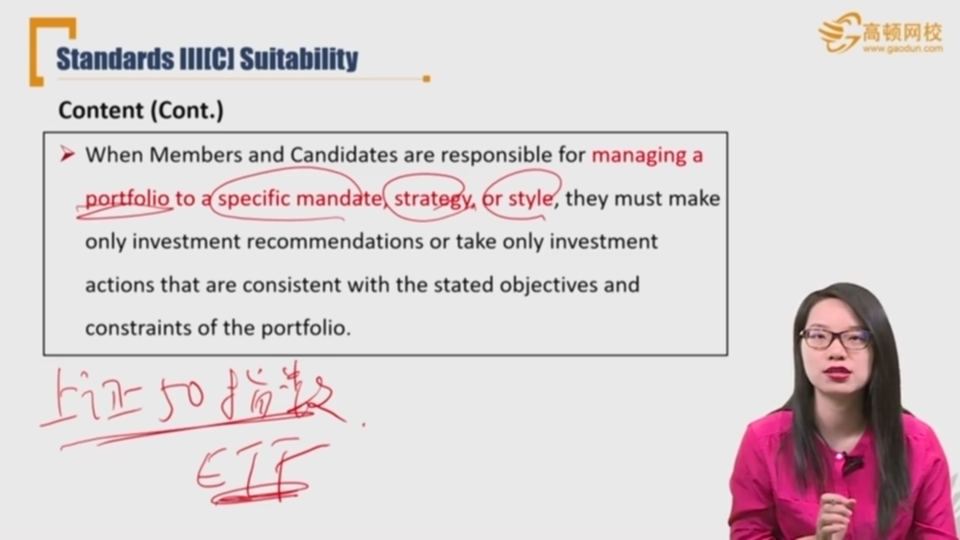 Standards III[C] Suitability
高顿网校
www.gaodun.com
Content (Cont.)
When Members and Candidates are responsible for managing a
portfolio to a specific mandate, strategy, or style, they must make
only investment recommendations or take only investment
actions that are consistent with the stated objectives and
constraints of the portfolio.
上证50指数
ETF